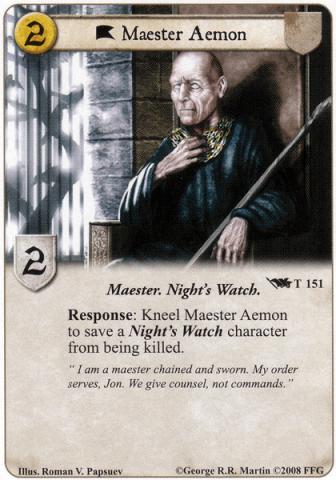 2
Maester Aemon
2
Maester. Night's Watch.
T 151
Response: Kneel Maester Aemon
to save a Night's Watch character
from being killed.
“ I am a maester chained and sworn. My order
serves, Jon. We give counsel, not commands.”
Illus. Roman V. Papsuev
©George R.R. Martin ©2008 FFG